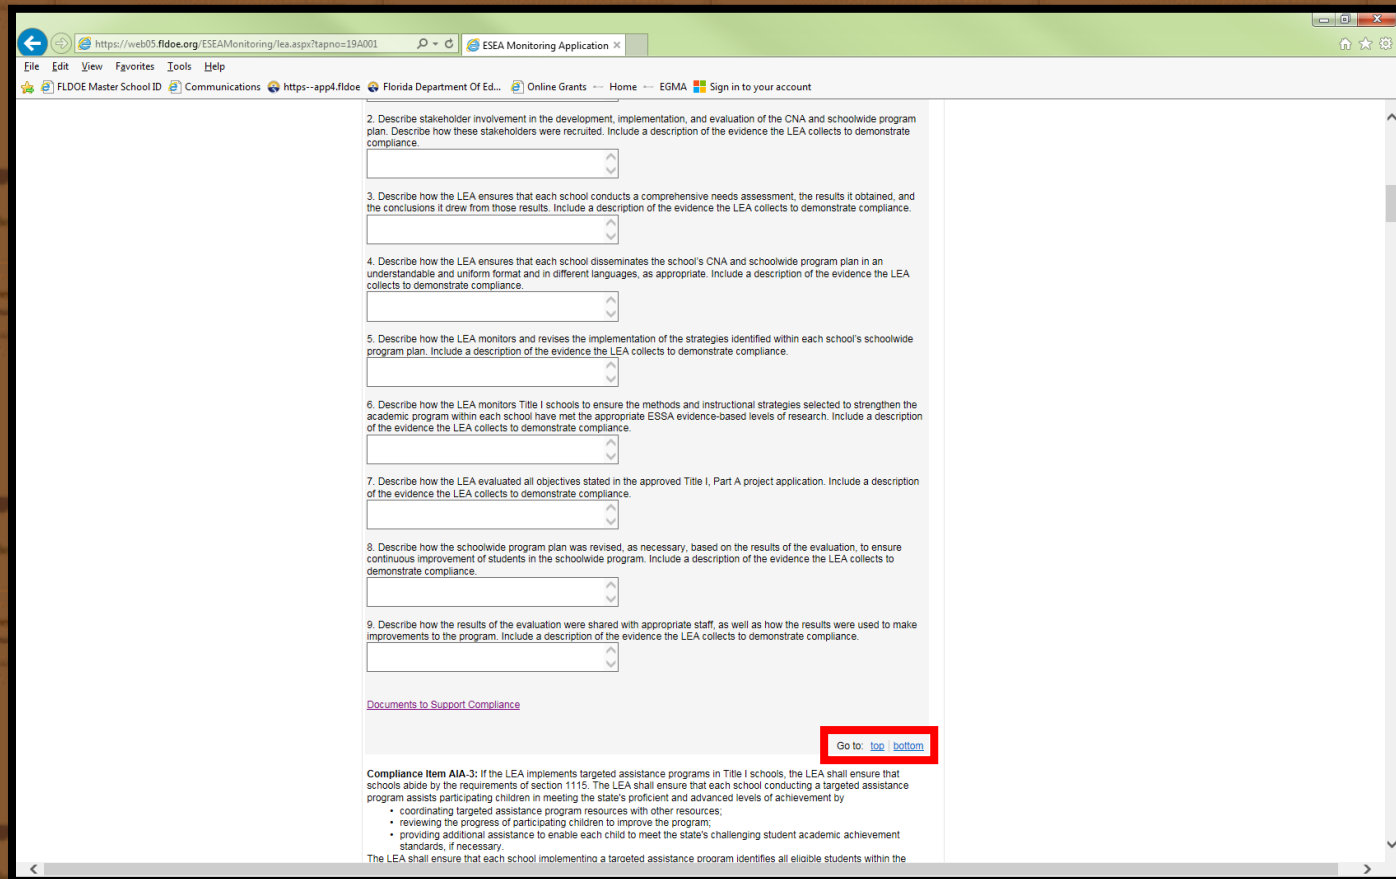 https://web05.fldoe.org/ESEAMonitoring/lea.aspx?tapno=19A001
ESEA Monitoring Application
File Edit View Favorites Tools Help
FLDOE Master School ID Communications https--app4.fldoe Florida Department Of Ed... Online Grants Home EGMA Sign in to your account
2. Describe stakeholder involvement in the development, implementation, and evaluation of the CNA and schoolwide program
plan. Describe how these stakeholders were recruited. Include a description of the evidence the LEA collects to demonstrate
compliance.
3. Describe how the LEA ensures that each school conducts a comprehensive needs assessment, the results it obtained, and
the conclusions it drew from those results. Include a description of the evidence the LEA collects to demonstrate compliance.
4. Describe how the LEA ensures that each school disseminates the school's CNA and schoolwide program plan in an
understandable and uniform format and in different languages, as appropriate. Include a description of the evidence the LEA
collects to demonstrate compliance.
5. Describe how the LEA monitors and revises the implementation of the strategies identified within each school's schoolwide
program plan. Include a description of the evidence the LEA collects to demonstrate compliance.
6. Describe how the LEA monitors Title I schools to ensure the methods and instructional strategies selected to strengthen the
academic program within each school have met the appropriate ESSA evidence-based levels of research. Include a description
of the evidence the LEA collects to demonstrate compliance.
7. Describe how the LEA evaluated all objectives stated in the approved Title I, Part A project application. Include a description
of the evidence the LEA collects to demonstrate compliance.
8. Describe how the schoolwide program plan was revised, as necessary, based on the results of the evaluation, to ensure
continuous improvement of students in the schoolwide program. Include a description of the evidence the LEA collects to
demonstrate compliance.
9. Describe how the results of the evaluation were shared with appropriate staff, as well as how the results were used to make
improvements to the program. Include a description of the evidence the LEA collects to demonstrate compliance.
Documents to Support Compliance
Go to: top | bottom
Compliance Item AIA-3: If the LEA implements targeted assistance programs in Title I schools, the LEA shall ensure that
schools abide by the requirements of section 1115. The LEA shall ensure that each school conducting a targeted assistance
program assists participating children in meeting the state's proficient and advanced levels of achievement by
• coordinating targeted assistance program resources with other resources;
• reviewing the progress of participating children to improve the program;
• providing additional assistance to enable each child to meet the state's challenging student academic achievement
standards, if necessary.
The LEA shall ensure that each school implementing a targeted assistance program identifies all eligible students within the